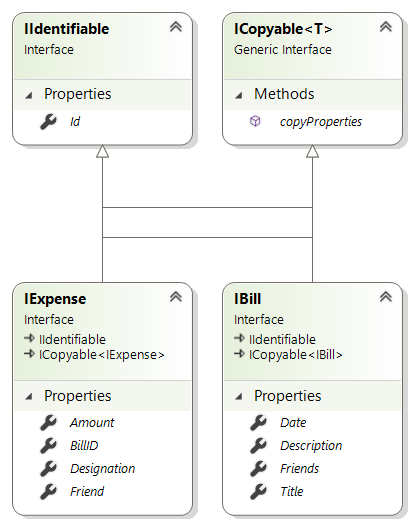 IIdentifiable
Interface
Properties
Id
ICopyable<T>
Generic Interface
Methods
copyProperties
IExpense
Interface
IIdentifiable
ICopyable<IExpense>
Properties
Amount
BillID
Designation
Friend
IBill
Interface
IIdentifiable
ICopyable<IBill>
Properties
Date
Description
Friends
Title